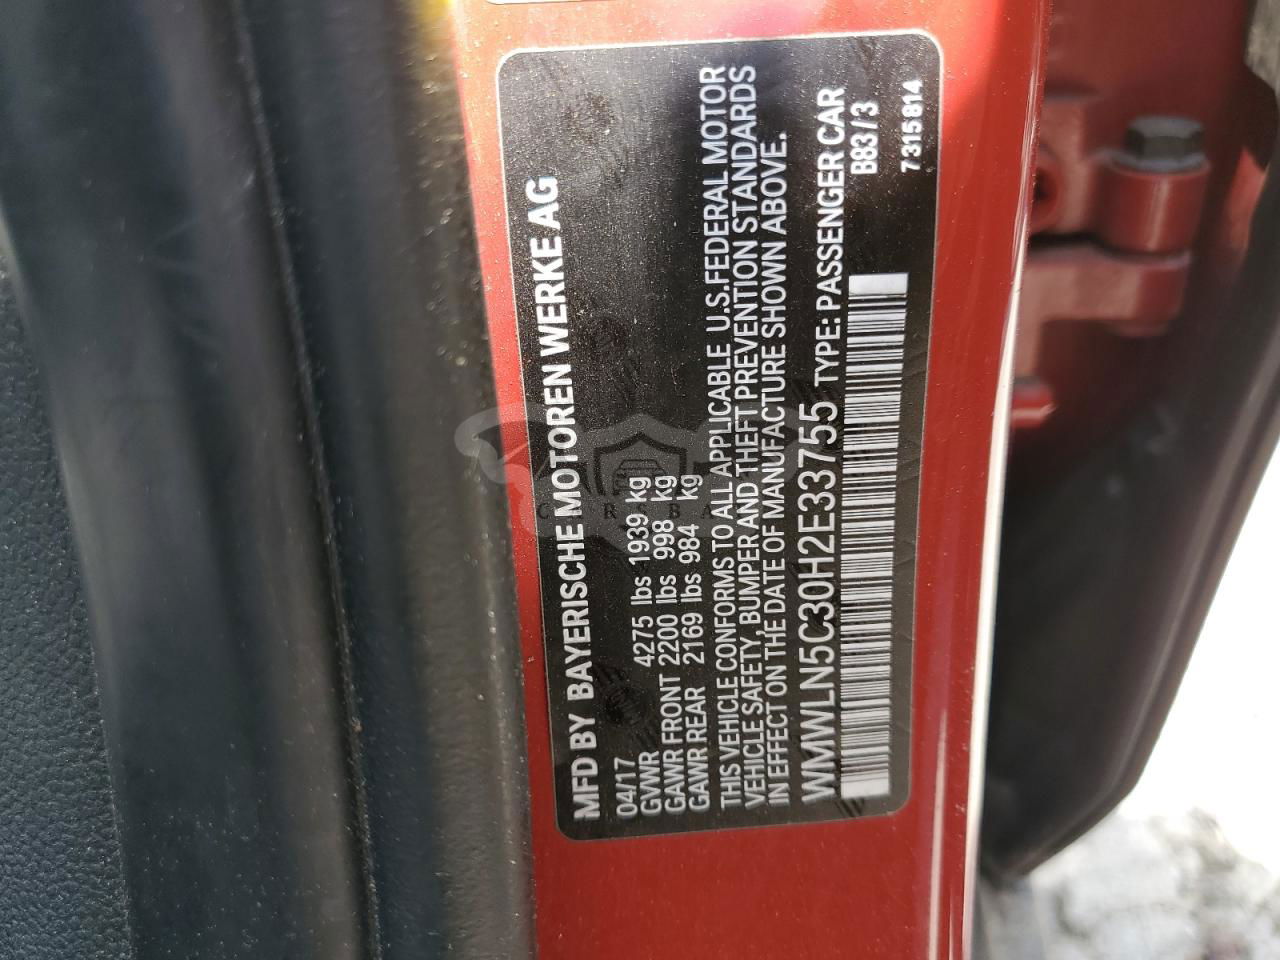 MFD BY BAYERISCHE MOTOREN WERKE AG
04/17
GVWR 4275 lbs 1939 kg
GAWR FRONT 2200 lbs 998 kg
GAWR REAR 2169 lbs 984 kg
THIS VEHICLE CONFORMS TO ALL APPLICABLE U.S.FEDERAL MOTOR
VEHICLE SAFETY, BUMPER AND THEFT PREVENTION STANDARDS
IN EFFECT ON THE DATE OF MANUFACTURE SHOWN ABOVE.
WMWLN5C30H2E33755 TYPE: PASSENGER CAR
B83/3
7315814